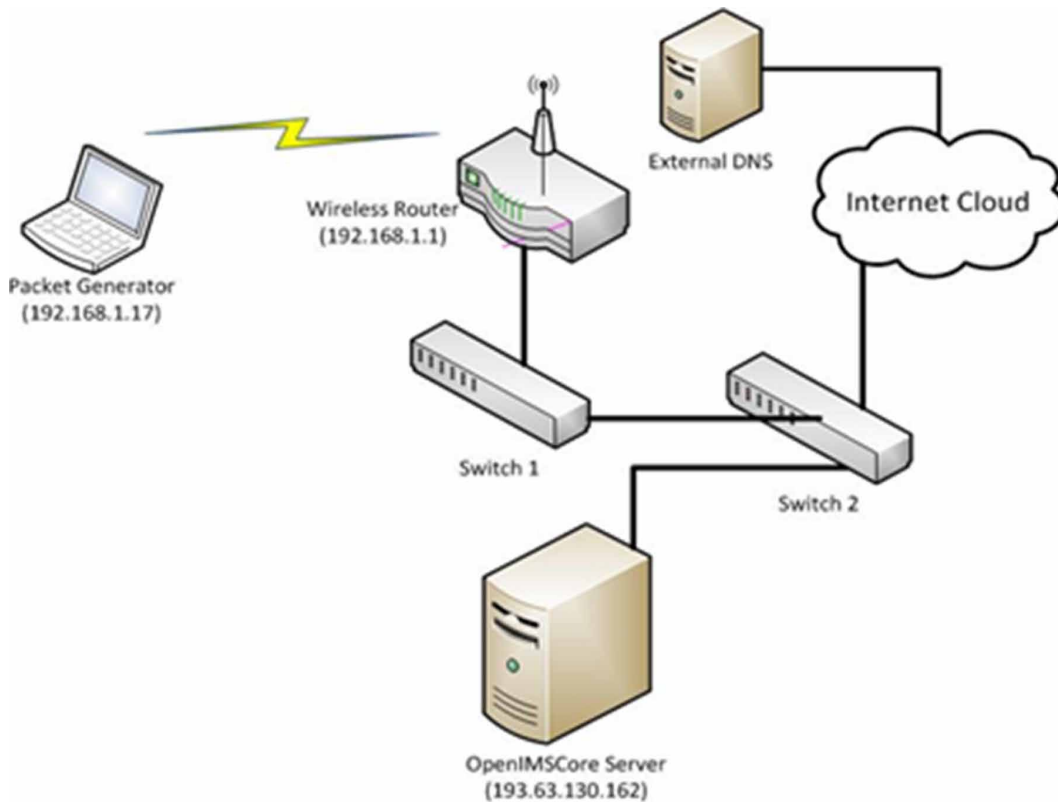 External DNS
Internet Cloud
Wireless Router
(192.168.1.1)
Packet Generator
(192.168.1.17)
Switch 1
Switch 2
OpenIMSCore Server
(193.63.130.162)